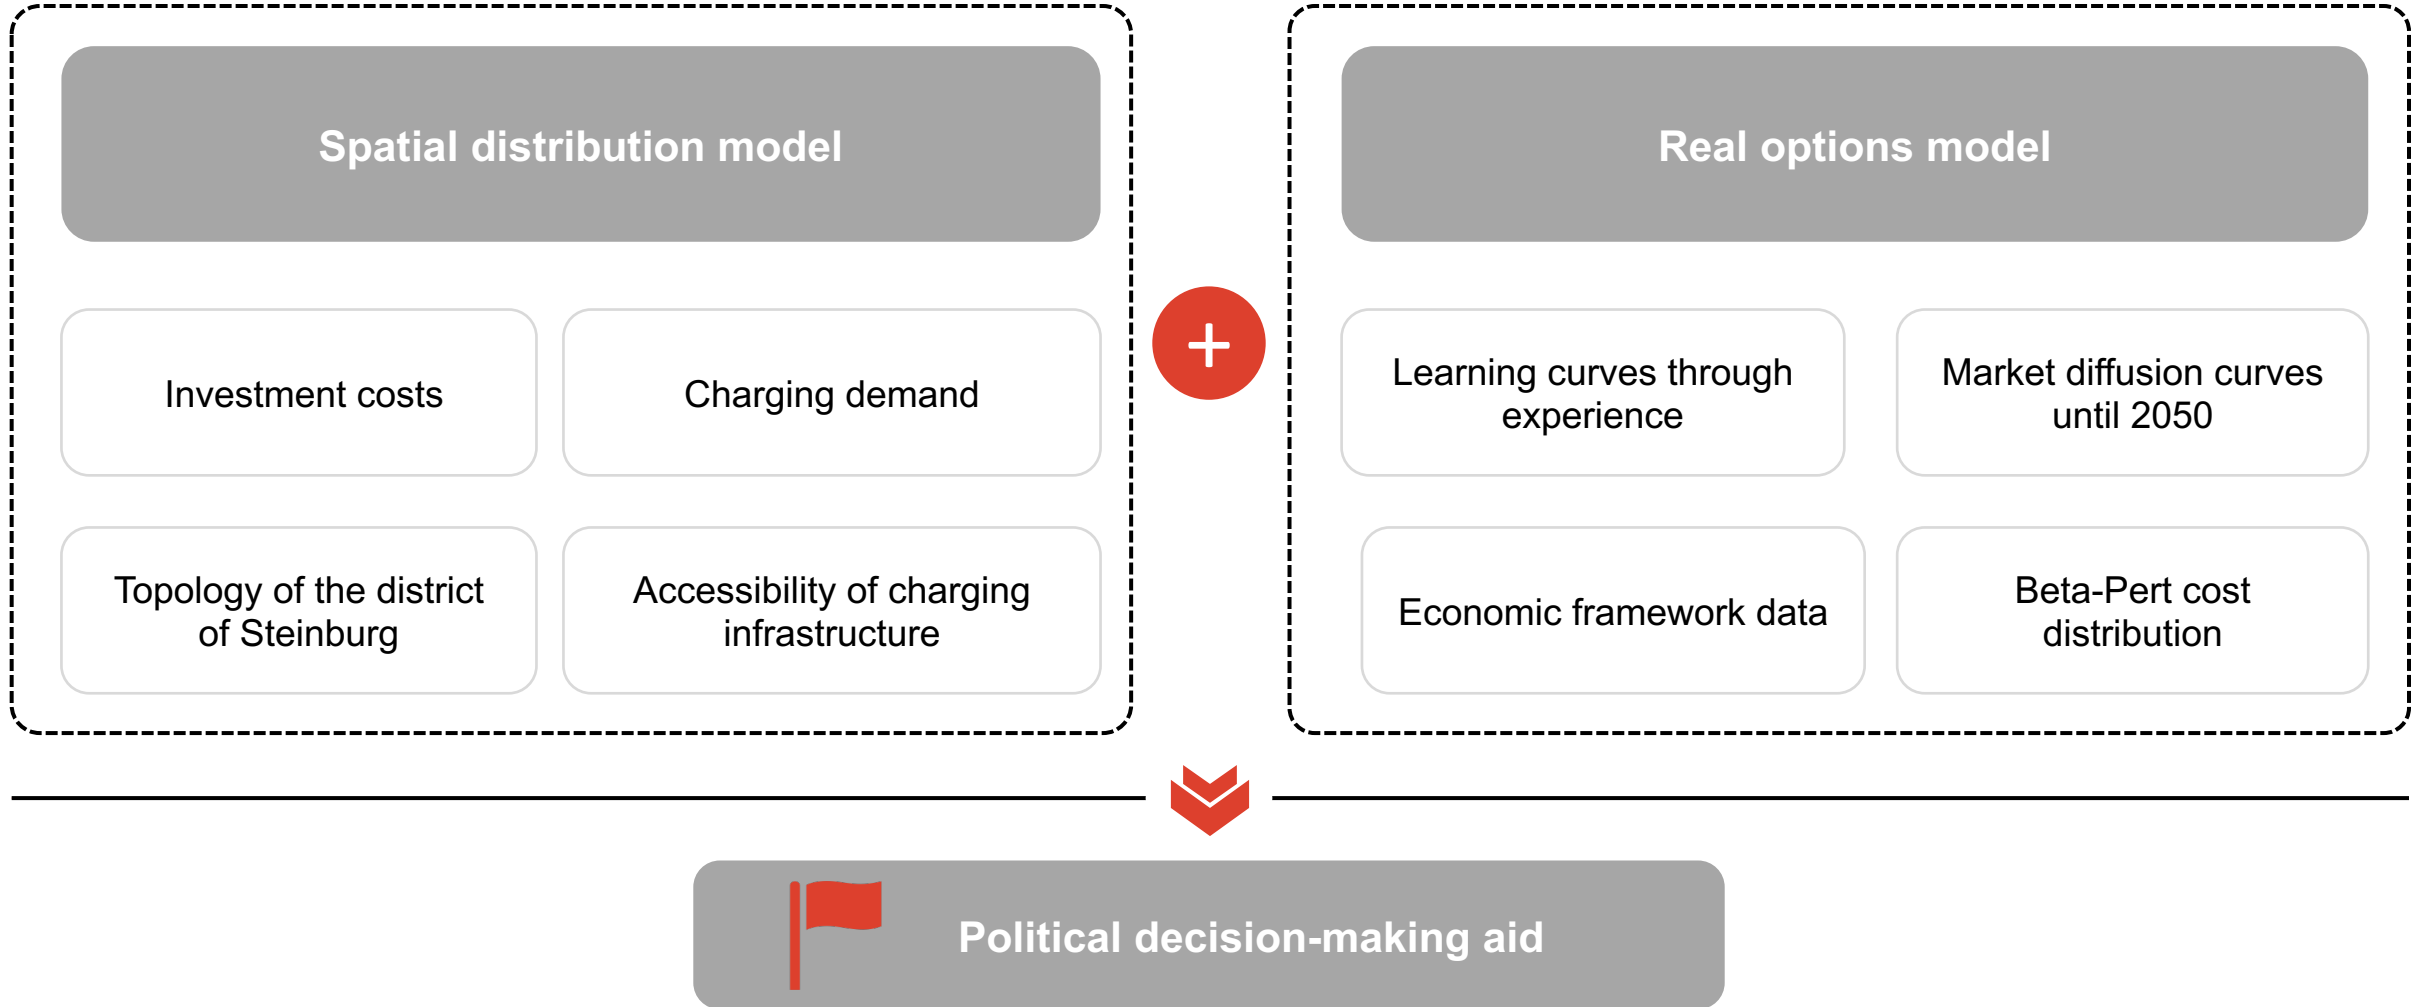 Spatial distribution model
Investment costs
Charging demand
Topology of the district
of Steinburg
Accessibility of charging
infrastructure
+
Real options model
Learning curves through
experience
Market diffusion curves
until 2050
Economic framework data
Beta-Pert cost
distribution
Political decision-making aid